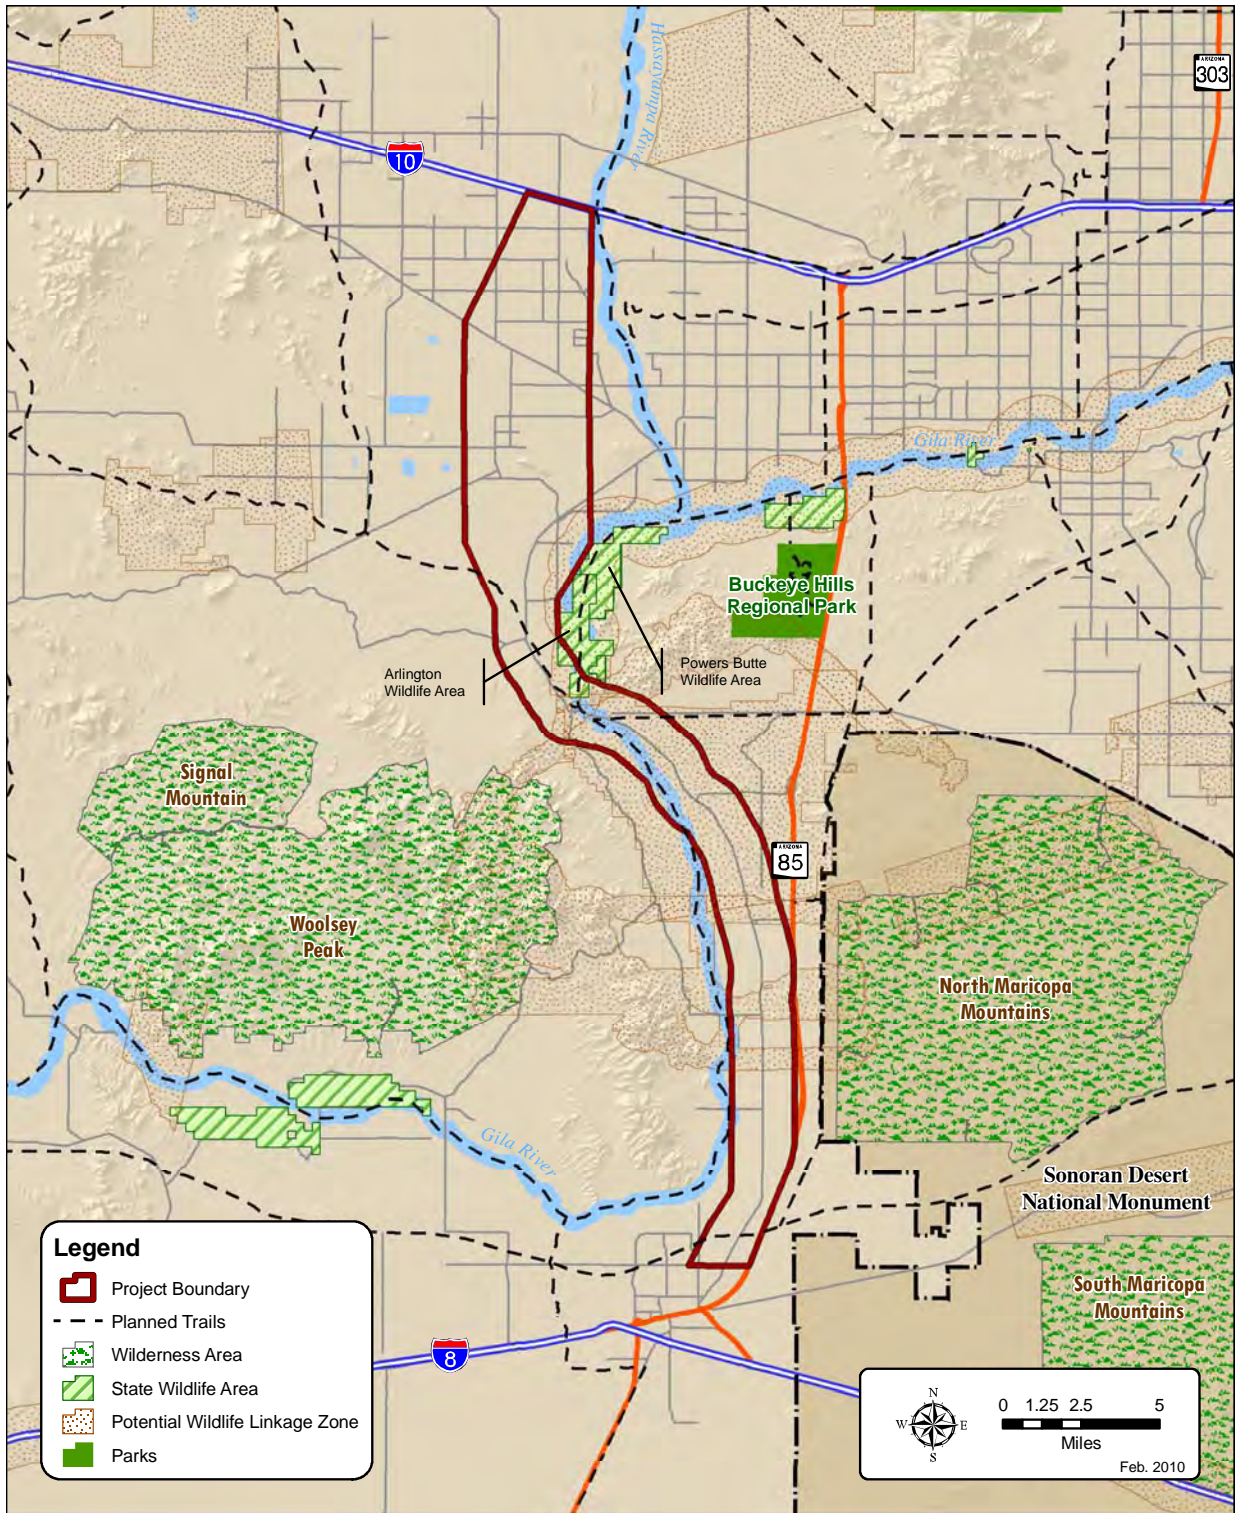 Hassayampa River
ARIZONA
303
10
Gila River
Buckeye Hills
Regional Park
Arlington
Wildlife Area
Powers Butte
Wildlife Area
Signal
Mountain
ARIZONA
85
Woolsey
Peak
North Maricopa
Mountains
Gila River
Sonoran Desert
National Monument
South Maricopa
Mountains
Legend
Project Boundary
Planned Trails
Wilderness Area
State Wildlife Area
Potential Wildlife Linkage Zone
Parks
8
N
W E
S
0 1.25 2.5 5
Miles
Feb. 2010